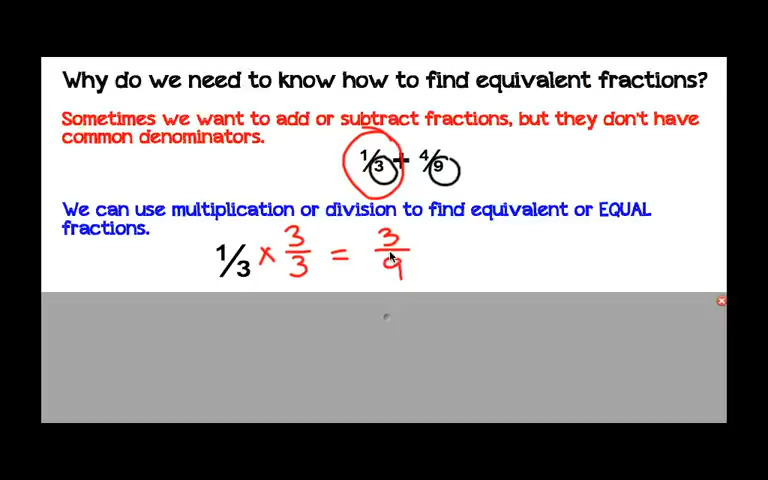 Why do we need to know how to find equivalent fractions?
Sometimes we want to add or subtract fractions, but they don't have
common denominators.
1/3 + 4/9
We can use multiplication or division to find equivalent or EQUAL
fractions.
1/3 × 3/3 = 3/9